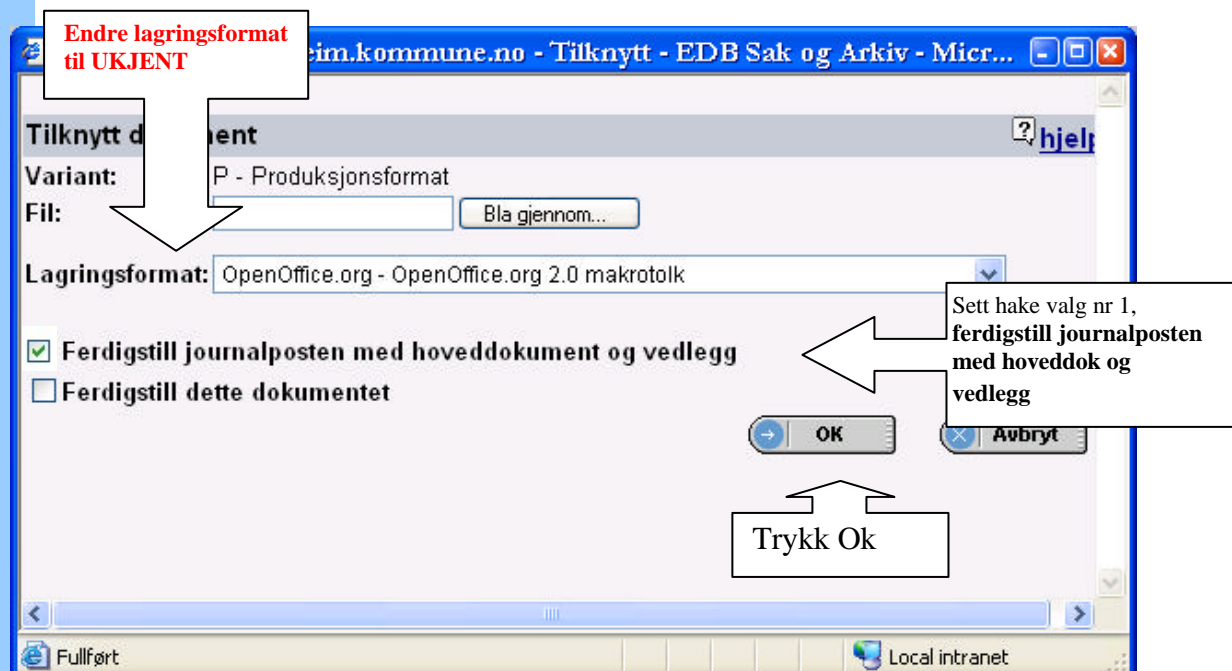 Endre lagringsformat
til UKJENT
eim.kommune.no - Tilknytt - EDB Sak og Arkiv - Micr...
Tilknytt d ent
? hjelp
Variant: P - Produksjonsformat
Fil: Bla gjennom...
Lagringsformat: OpenOffice.org - OpenOffice.org 2.0 makrotolk
Sett hake valg nr 1,
ferdigstill journalposten
med hoveddok og
vedlegg
Ferdigstill journalposten med hoveddokument og vedlegg
Ferdigstill dette dokumentet
OK Avbryt
Trykk Ok
Fullført Local intranet